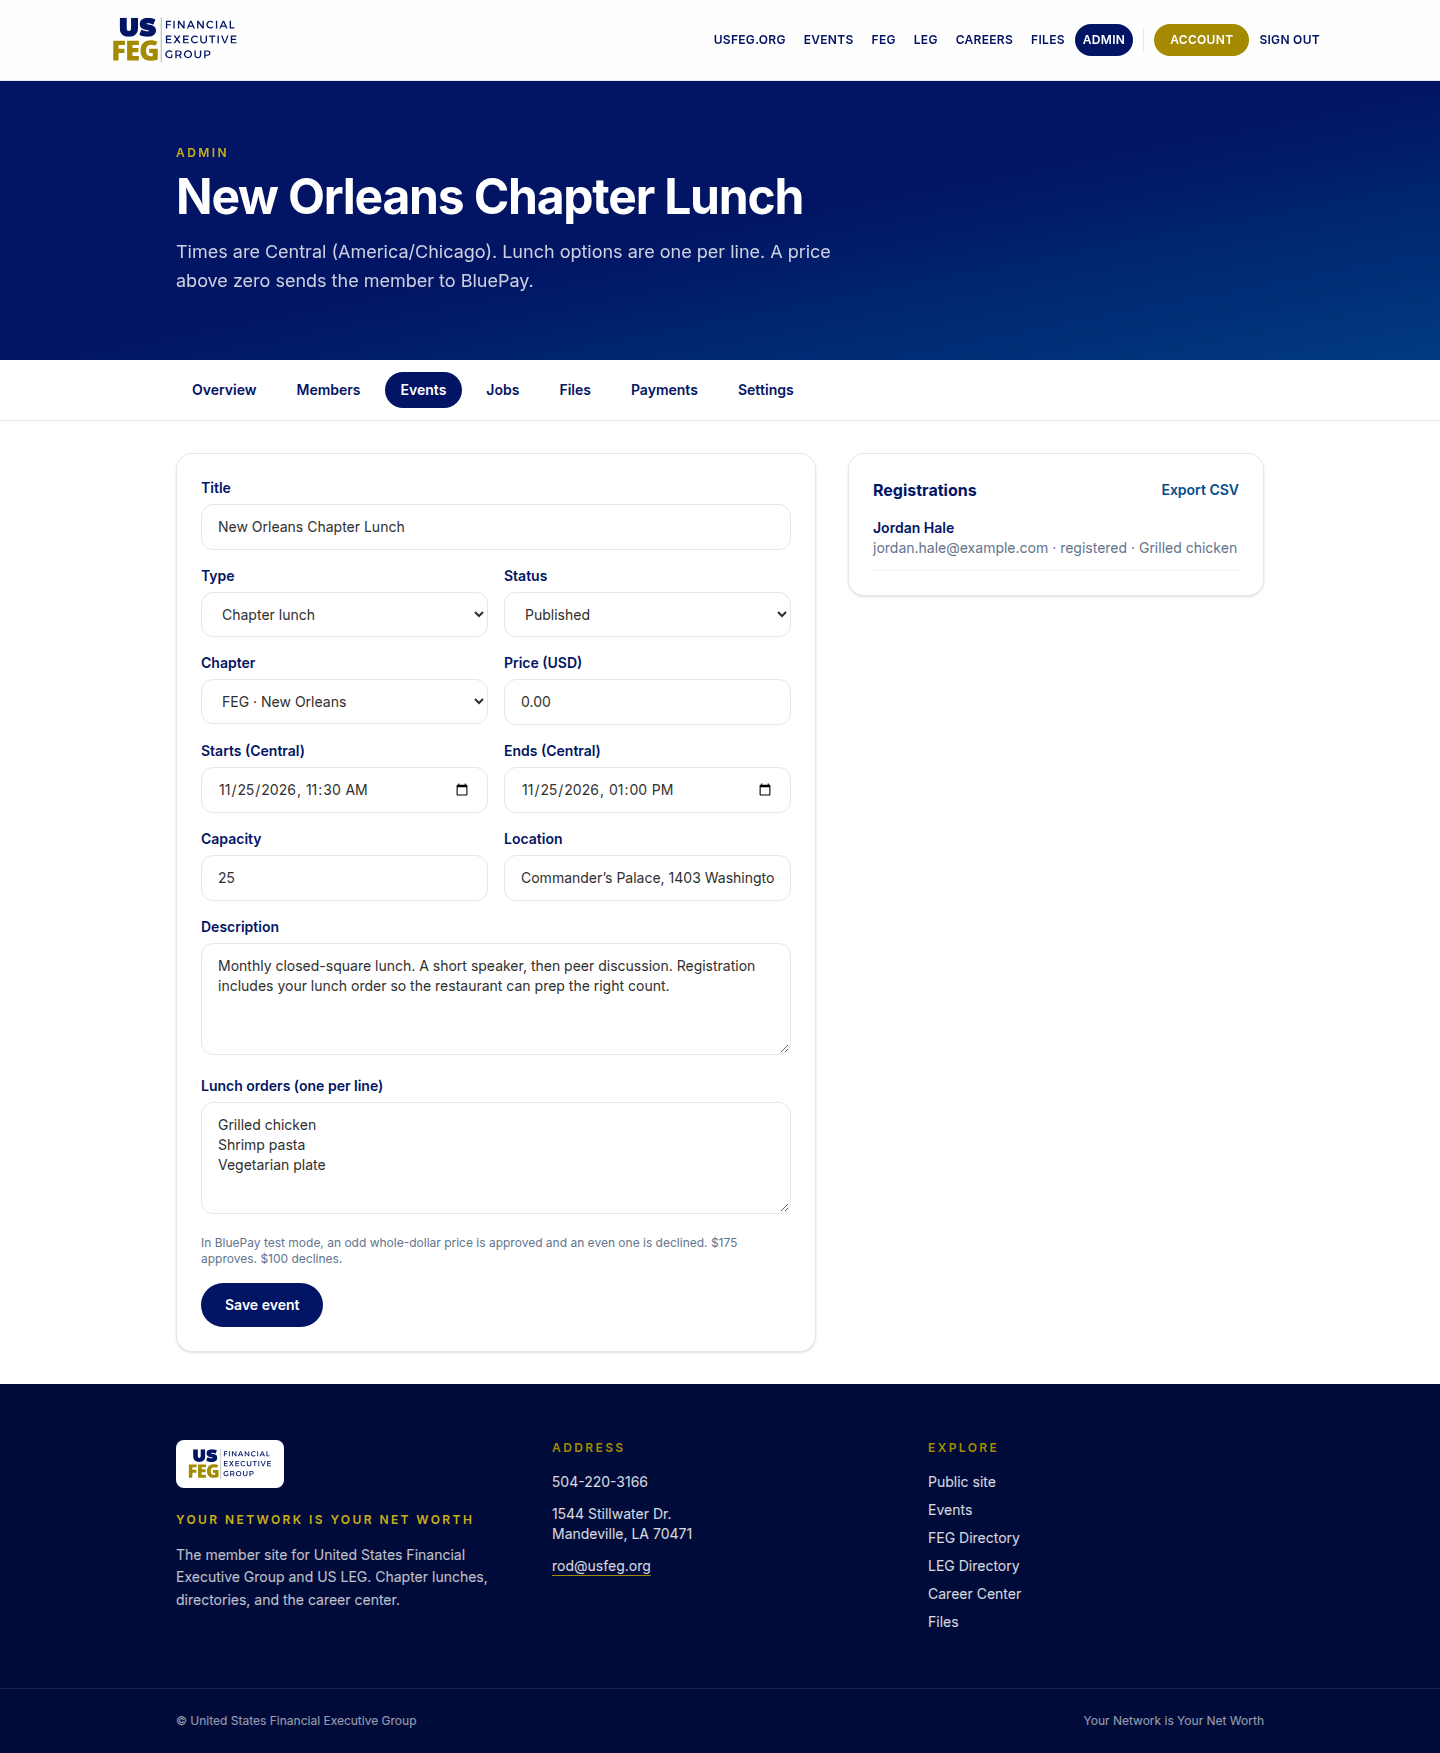 US FINANCIAL
FEG EXECUTIVE
GROUP
USFEG.ORG EVENTS FEG LEG CAREERS FILES ADMIN ACCOUNT SIGN OUT
ADMIN
New Orleans Chapter Lunch
Times are Central (America/Chicago). Lunch options are one per line. A price
above zero sends the member to BluePay.
Overview Members Events Jobs Files Payments Settings
Title
New Orleans Chapter Lunch
Type Status
Chapter lunch Published
Chapter Price (USD)
FEG · New Orleans 0.00
Starts (Central) Ends (Central)
11/25/2026, 11:30 AM 11/25/2026, 01:00 PM
Capacity Location
25 Commander’s Palace, 1403 Washingto
Description
Monthly closed-square lunch. A short speaker, then peer discussion. Registration
includes your lunch order so the restaurant can prep the right count.
Lunch orders (one per line)
Grilled chicken
Shrimp pasta
Vegetarian plate
In BluePay test mode, an odd whole-dollar price is approved and an even one is declined. $175
approves. $100 declines.
Save event
Registrations Export CSV
Jordan Hale
jordan.hale@example.com · registered · Grilled chicken
US FINANCIAL
FEG EXECUTIVE
GROUP
YOUR NETWORK IS YOUR NET WORTH
The member site for United States Financial
Executive Group and US LEG. Chapter lunches,
directories, and the career center.
ADDRESS
504-220-3166
1544 Stillwater Dr.
Mandeville, LA 70471
rod@usfeg.org
EXPLORE
Public site
Events
FEG Directory
LEG Directory
Career Center
Files
© United States Financial Executive Group Your Network is Your Net Worth